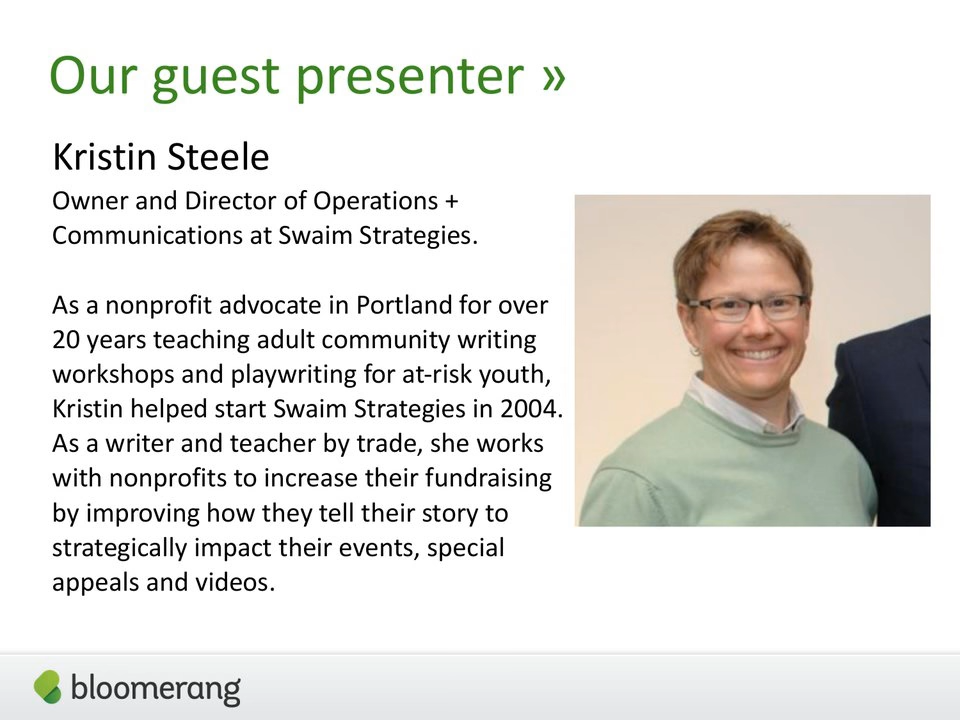 Our guest presenter »
Kristin Steele
Owner and Director of Operations +
Communications at Swaim Strategies.
As a nonprofit advocate in Portland for over
20 years teaching adult community writing
workshops and playwriting for at-risk youth,
Kristin helped start Swaim Strategies in 2004.
As a writer and teacher by trade, she works
with nonprofits to increase their fundraising
by improving how they tell their story to
strategically impact their events, special
appeals and videos.
bloomerang